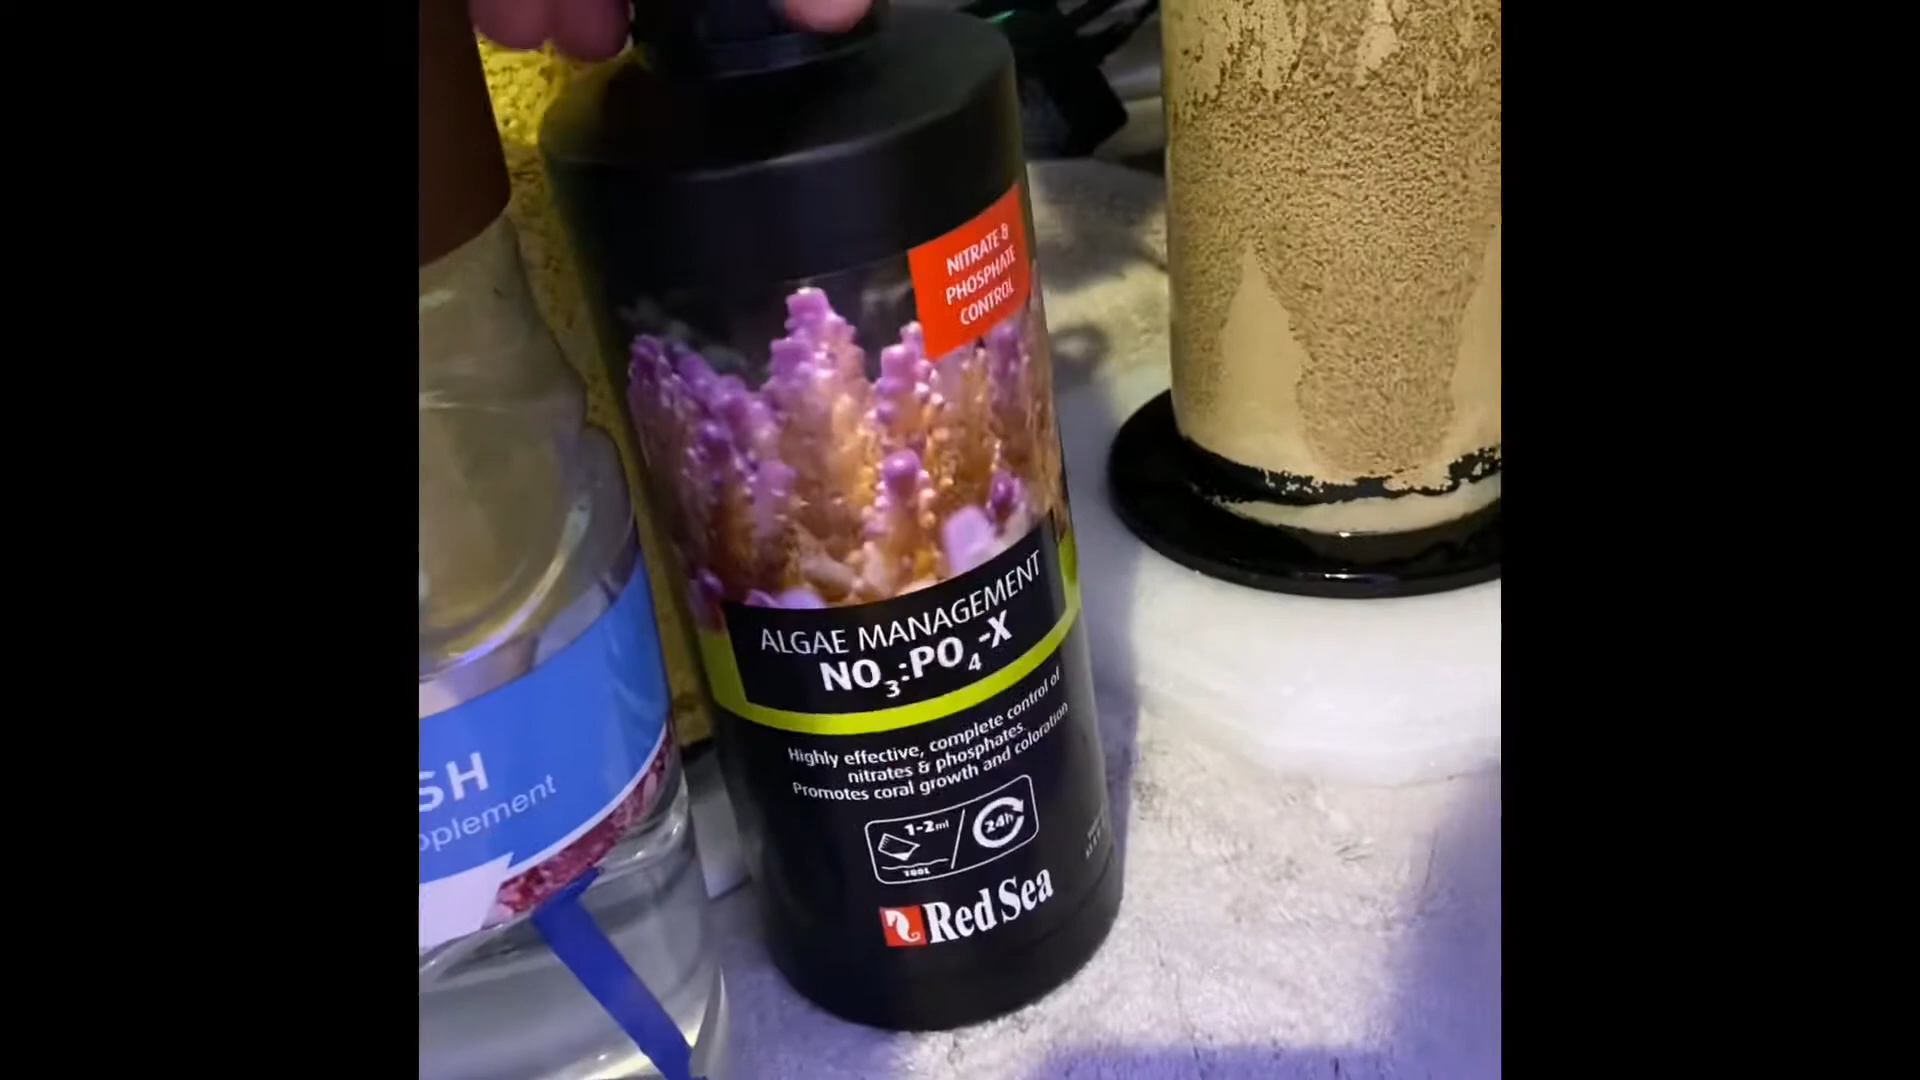 NITRATE &
PHOSPHATE
CONTROL
ALGAE MANAGEMENT
NO₃:PO₄-X
Highly effective, complete control of
nitrates & phosphates.
Promotes coral growth and coloration
1-2ml
24h
100L
Red Sea
SH
pplement